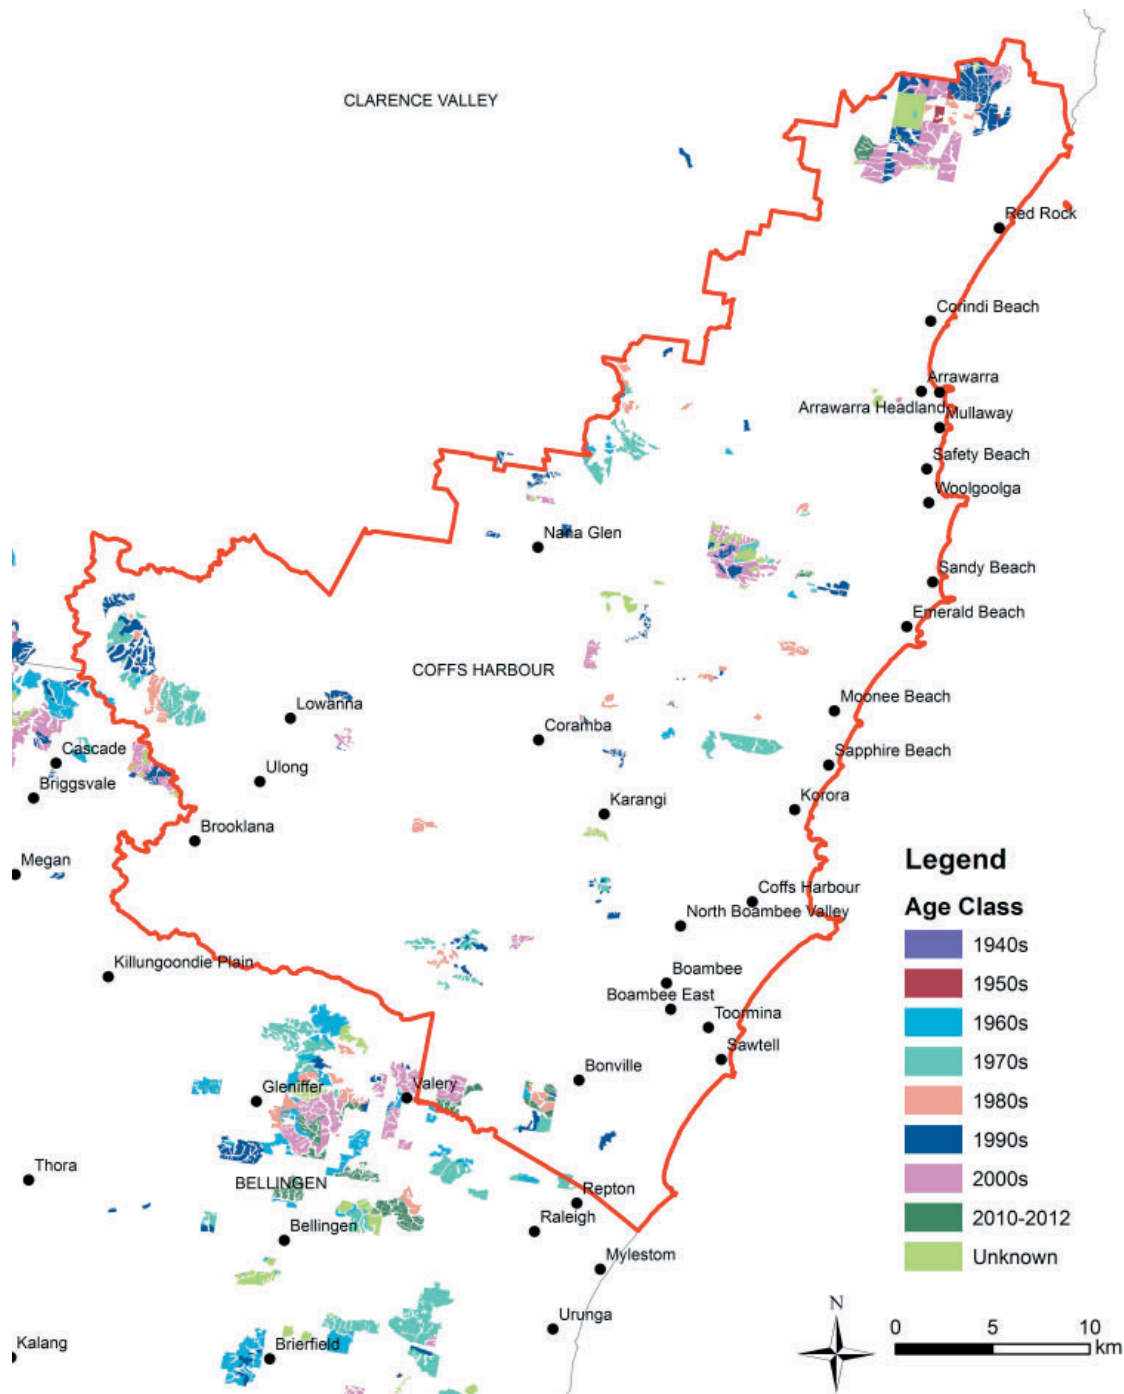 CLARENCE VALLEY
Red Rock
Corindi Beach
Arrawarra
Arrawarra Headland
Mullaway
Safety Beach
Woolgoolga
Nana Glen
Sandy Beach
Emerald Beach
COFFS HARBOUR
Lowanna
Moonee Beach
Coramba
Cascade
Sapphire Beach
Ulong
Briggsvale
Karangi
Korora
Brooklana
Megan
Coffs Harbour
North Boambee Valley
Killungoondie Plain
Boambee
Boambee East
Toormina
Sawtell
Bonville
Gleniffer
Valery
Thora
BELLINGEN
Repton
Bellingen
Raleigh
Mylestom
Urunga
Kalang
Brierfield
Legend
Age Class
1940s
1950s
1960s
1970s
1980s
1990s
2000s
2010-2012
Unknown
N
0 5 10
km